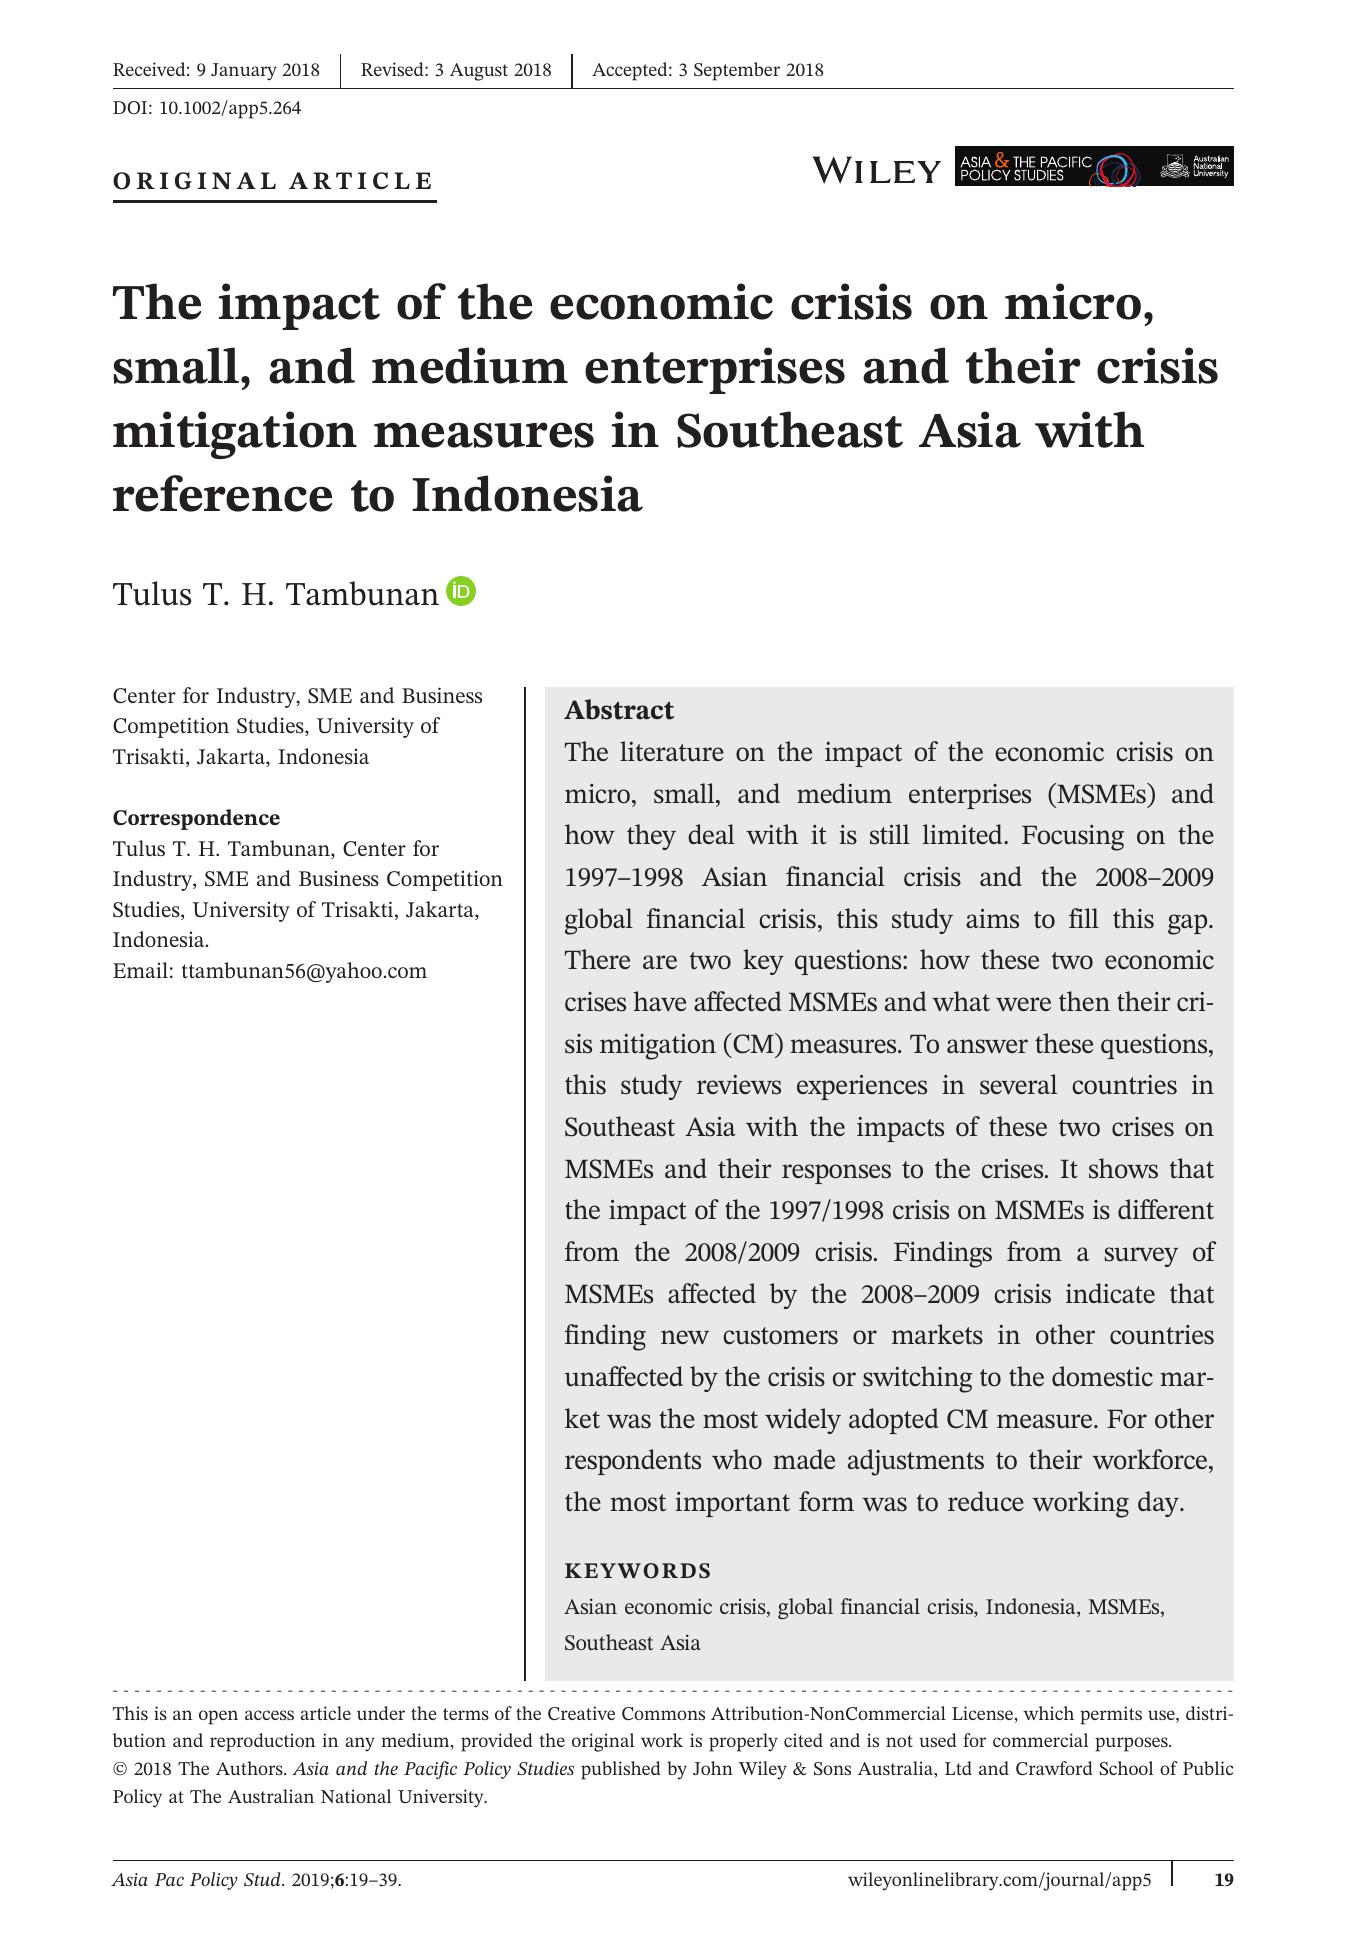 Received: 9 January 2018
Revised: 3 August 2018
Accepted: 3 September 2018
DOI: 10.1002/app5.264
ORIGINAL ARTICLE
WILEY
ASIA & THE PACIFIC
POLICY STUDIES
Australian
National
University
The impact of the economic crisis on micro,
small, and medium enterprises and their crisis
mitigation measures in Southeast Asia with
reference to Indonesia
Tulus T. H. Tambunan iD
Center for Industry, SME and Business
Competition Studies, University of
Trisakti, Jakarta, Indonesia
Correspondence
Tulus T. H. Tambunan, Center for
Industry, SME and Business Competition
Studies, University of Trisakti, Jakarta,
Indonesia.
Email: ttambunan56@yahoo.com
Abstract
The literature on the impact of the economic crisis on
micro, small, and medium enterprises (MSMEs) and
how they deal with it is still limited. Focusing on the
1997–1998 Asian financial crisis and the 2008–2009
global financial crisis, this study aims to fill this gap.
There are two key questions: how these two economic
crises have affected MSMEs and what were then their cri-
sis mitigation (CM) measures. To answer these questions,
this study reviews experiences in several countries in
Southeast Asia with the impacts of these two crises on
MSMEs and their responses to the crises. It shows that
the impact of the 1997/1998 crisis on MSMEs is different
from the 2008/2009 crisis. Findings from a survey of
MSMEs affected by the 2008–2009 crisis indicate that
finding new customers or markets in other countries
unaffected by the crisis or switching to the domestic mar-
ket was the most widely adopted CM measure. For other
respondents who made adjustments to their workforce,
the most important form was to reduce working day.
KEYWORDS
Asian economic crisis, global financial crisis, Indonesia, MSMEs,
Southeast Asia
This is an open access article under the terms of the Creative Commons Attribution-NonCommercial License, which permits use, distri-
bution and reproduction in any medium, provided the original work is properly cited and is not used for commercial purposes.
© 2018 The Authors. Asia and the Pacific Policy Studies published by John Wiley & Sons Australia, Ltd and Crawford School of Public
Policy at The Australian National University.
Asia Pac Policy Stud. 2019;6:19–39.
wileyonlinelibrary.com/journal/app5
19